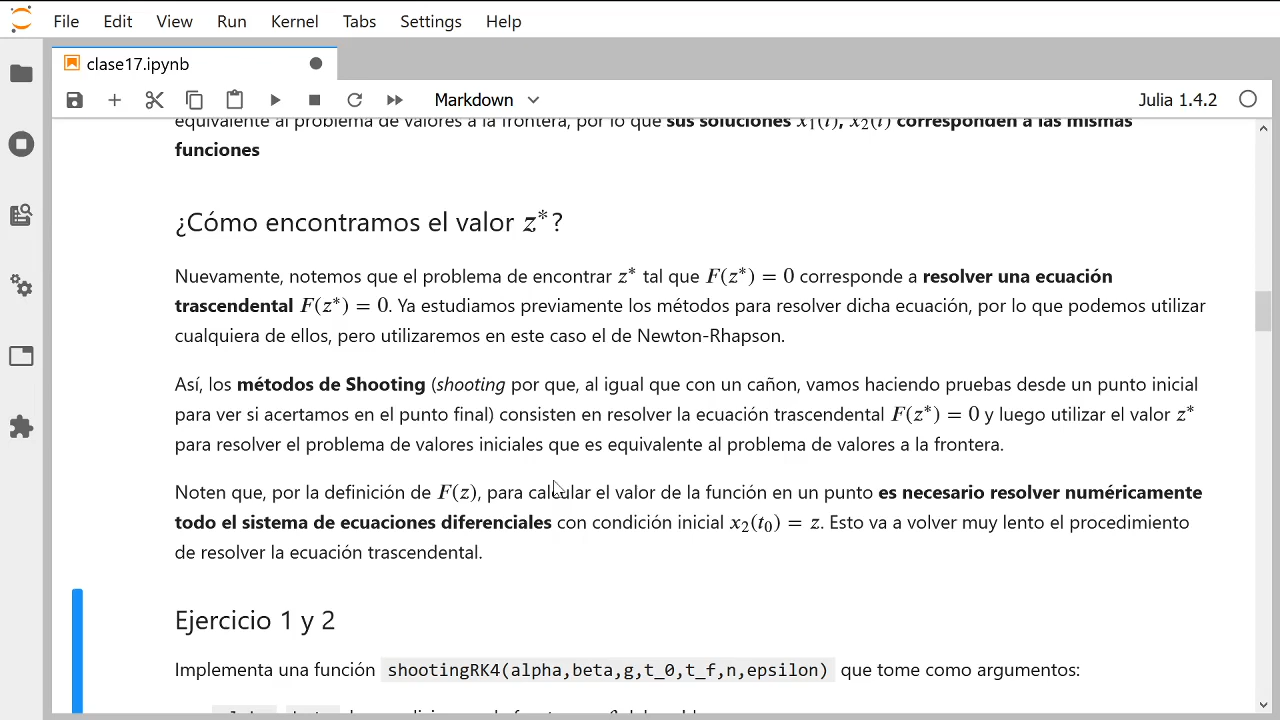 File Edit View Run Kernel Tabs Settings Help
clase17.ipynb
Markdown Julia 1.4.2
equivalente al problema de valores a la frontera, por lo que sus soluciones x₁(t), x₂(t) corresponden a las mismas
funciones
¿Cómo encontramos el valor z*?
Nuevamente, notemos que el problema de encontrar z* tal que F(z*) = 0 corresponde a resolver una ecuación
trascendental F(z*) = 0. Ya estudiamos previamente los métodos para resolver dicha ecuación, por lo que podemos utilizar
cualquiera de ellos, pero utilizaremos en este caso el de Newton-Rhapson.
Así, los métodos de Shooting (shooting por que, al igual que con un cañon, vamos haciendo pruebas desde un punto inicial
para ver si acertamos en el punto final) consisten en resolver la ecuación trascendental F(z*) = 0 y luego utilizar el valor z*
para resolver el problema de valores iniciales que es equivalente al problema de valores a la frontera.
Noten que, por la definición de F(z), para calcular el valor de la función en un punto es necesario resolver numéricamente
todo el sistema de ecuaciones diferenciales con condición inicial x₂(t₀) = z. Esto va a volver muy lento el procedimiento
de resolver la ecuación trascendental.
Ejercicio 1 y 2
Implementa una función shootingRK4(alpha,beta,g,t_0,t_f,n,epsilon) que tome como argumentos: